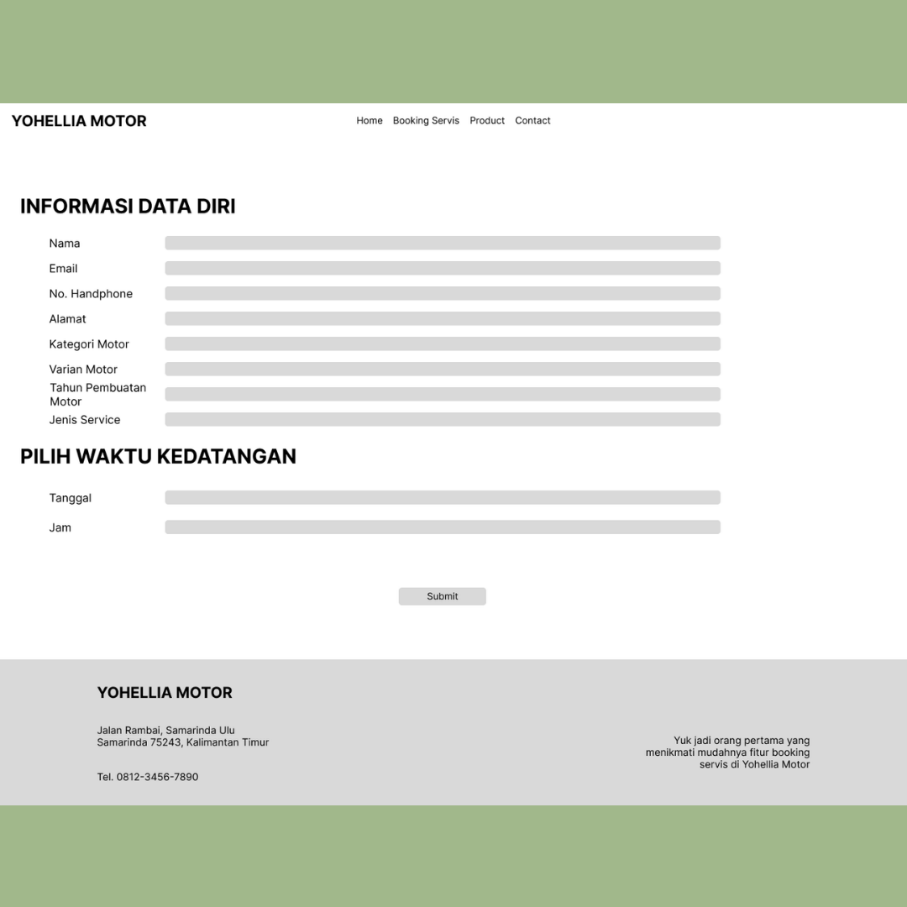 YOHELLIA MOTOR
Home Booking Servis Product Contact
INFORMASI DATA DIRI
Nama
Email
No. Handphone
Alamat
Kategori Motor
Varian Motor
Tahun Pembuatan
Motor
Jenis Service
PILIH WAKTU KEDATANGAN
Tanggal
Jam
Submit
YOHELLIA MOTOR
Jalan Rambai, Samarinda Ulu
Samarinda 75243, Kalimantan Timur
Tel. 0812-3456-7890
Yuk jadi orang pertama yang
menikmati mudahnya fitur booking
servis di Yohellia Motor